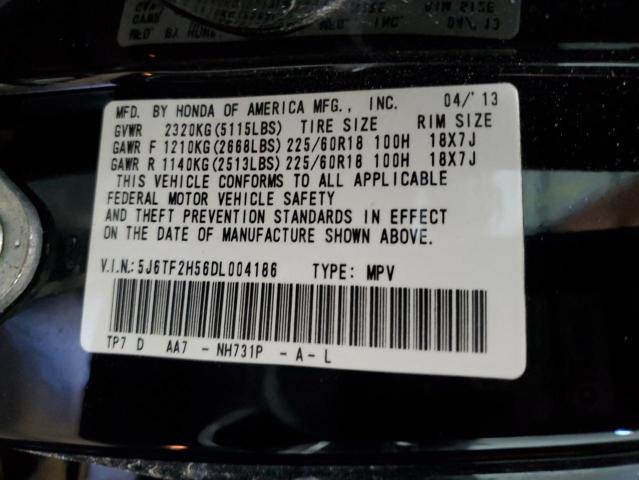 MFD. BY HONDA OF AMERICA MFG., INC. 04/'13
GVWR 2320KG(5115LBS) TIRE SIZE RIM SIZE
GAWR F 1210KG(2668LBS) 225/60R18 100H 18X7J
GAWR R 1140KG(2513LBS) 225/60R18 100H 18X7J
THIS VEHICLE CONFORMS TO ALL APPLICABLE
FEDERAL MOTOR VEHICLE SAFETY
AND THEFT PREVENTION STANDARDS IN EFFECT
ON THE DATE OF MANUFACTURE SHOWN ABOVE.
V.I.N.:5J6TF2H56DL004186 TYPE: MPV
TP7 D AA7 - NH731P - A - L